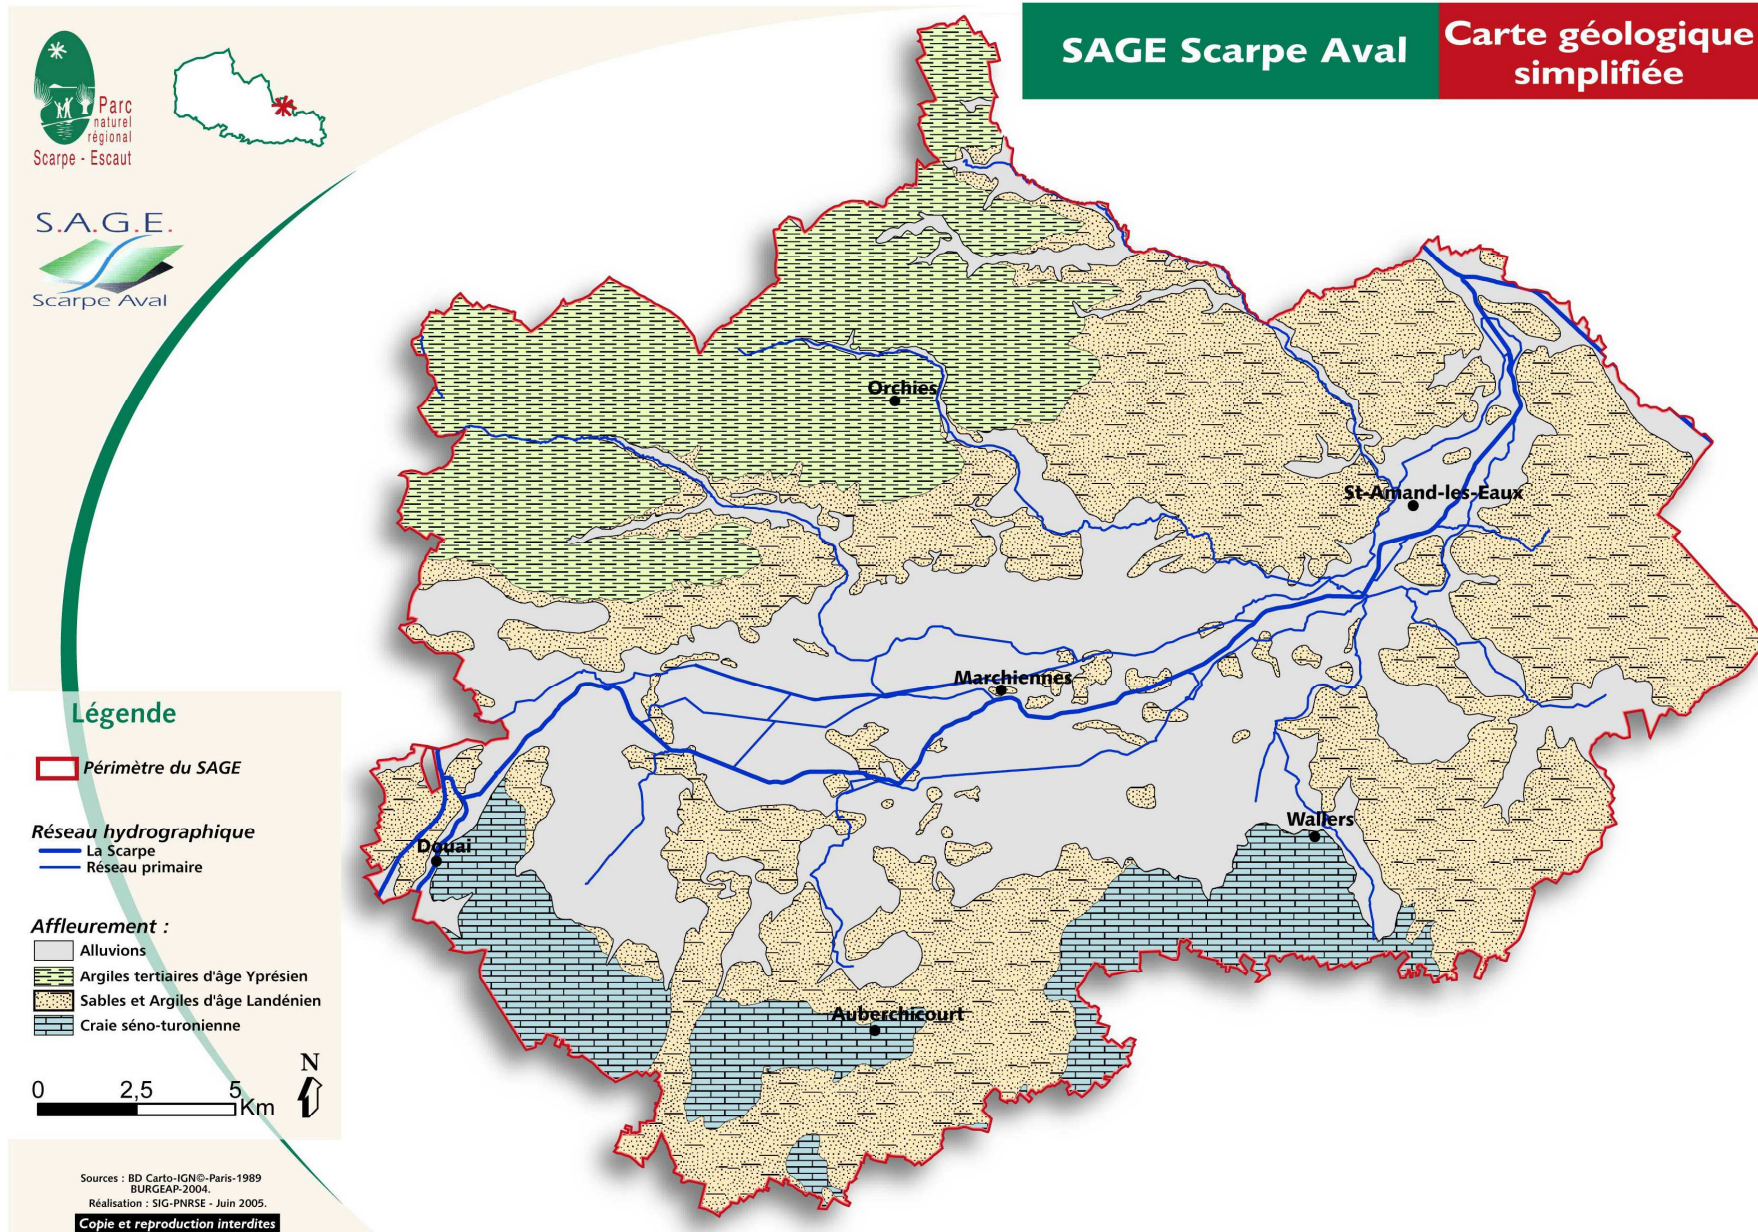 SAGE Scarpe Aval
Carte géologique
simplifiée
Parc
naturel
régional
Scarpe - Escaut
S.A.G.E.
Scarpe Aval
Orchies
St-Amand-les-Eaux
Marchiennes
Wallers
Douai
Auberchicourt
Légende
Périmètre du SAGE
Réseau hydrographique
La Scarpe
Réseau primaire
Affleurement :
Alluvions
Argiles tertiaires d'âge Yprésien
Sables et Argiles d'âge Landénien
Craie séno-turonienne
N
0 2,5 5
Km
Sources : BD Carto-IGN©-Paris-1989
BURGEAP-2004.
Réalisation : SIG-PNRSE - Juin 2005.
Copie et reproduction interdites